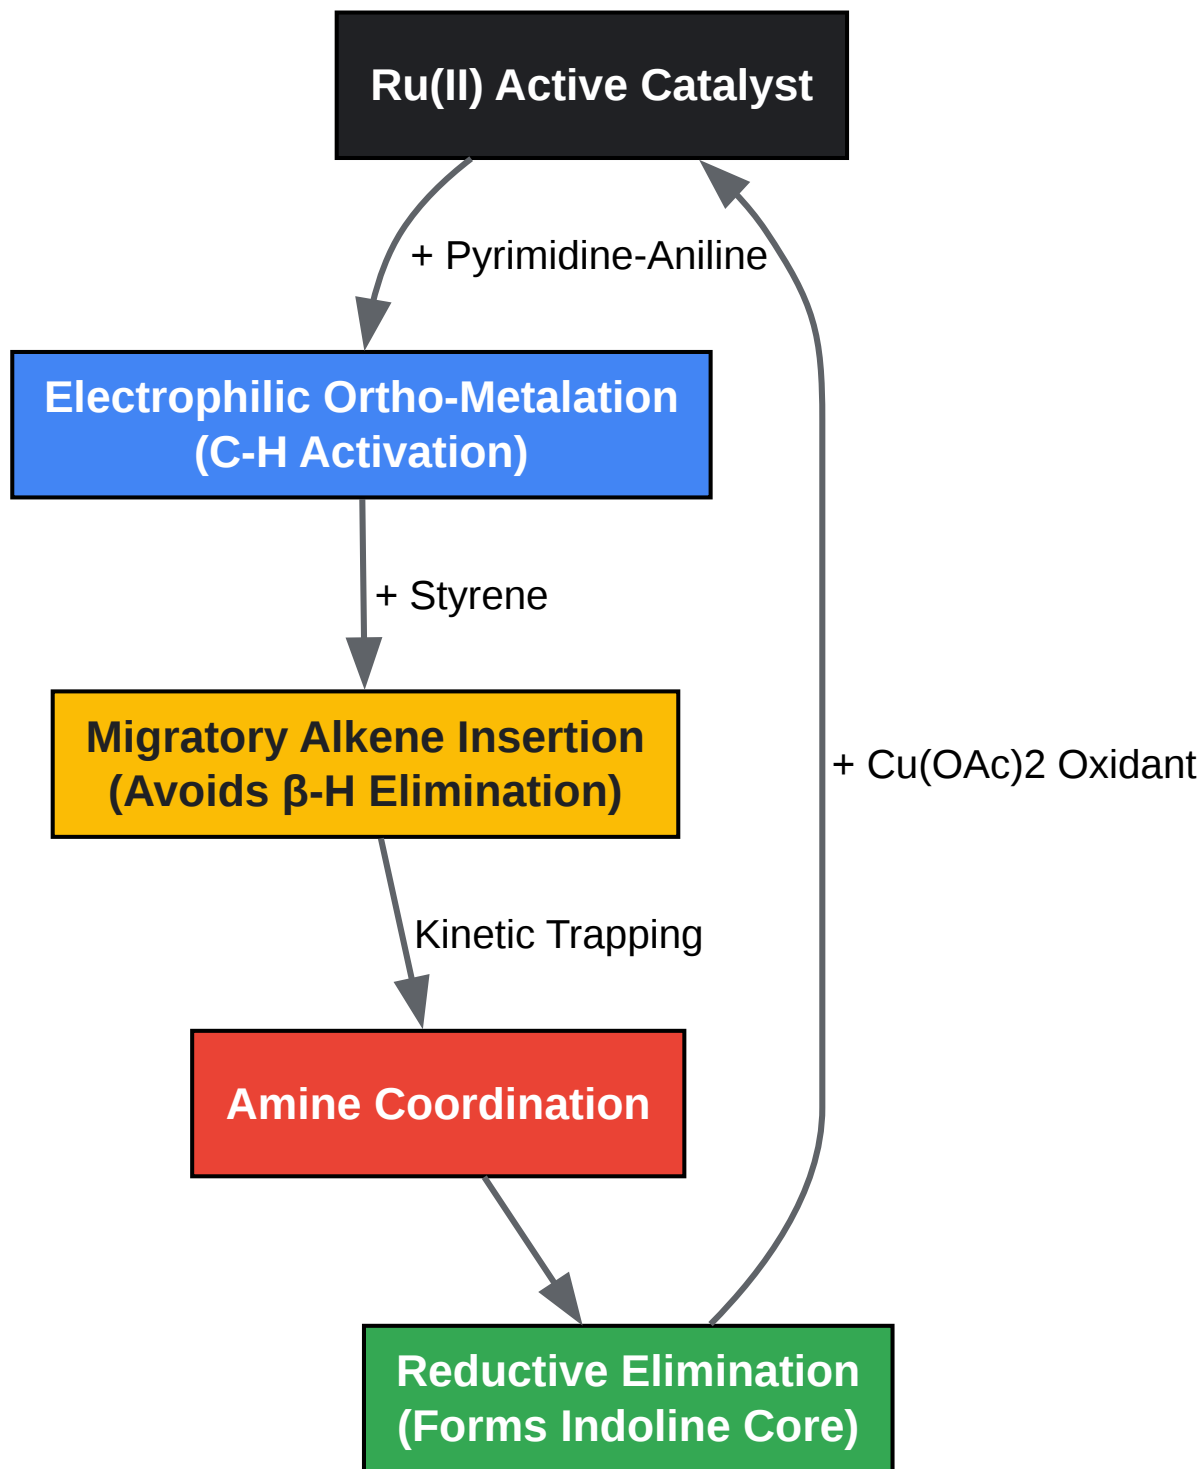 Ru(II) Active Catalyst
+ Pyrimidine-Aniline
Electrophilic Ortho-Metalation
(C-H Activation)
+ Styrene
Migratory Alkene Insertion
(Avoids β-H Elimination)
+ Cu(OAc)2 Oxidant
Kinetic Trapping
Amine Coordination
Reductive Elimination
(Forms Indoline Core)